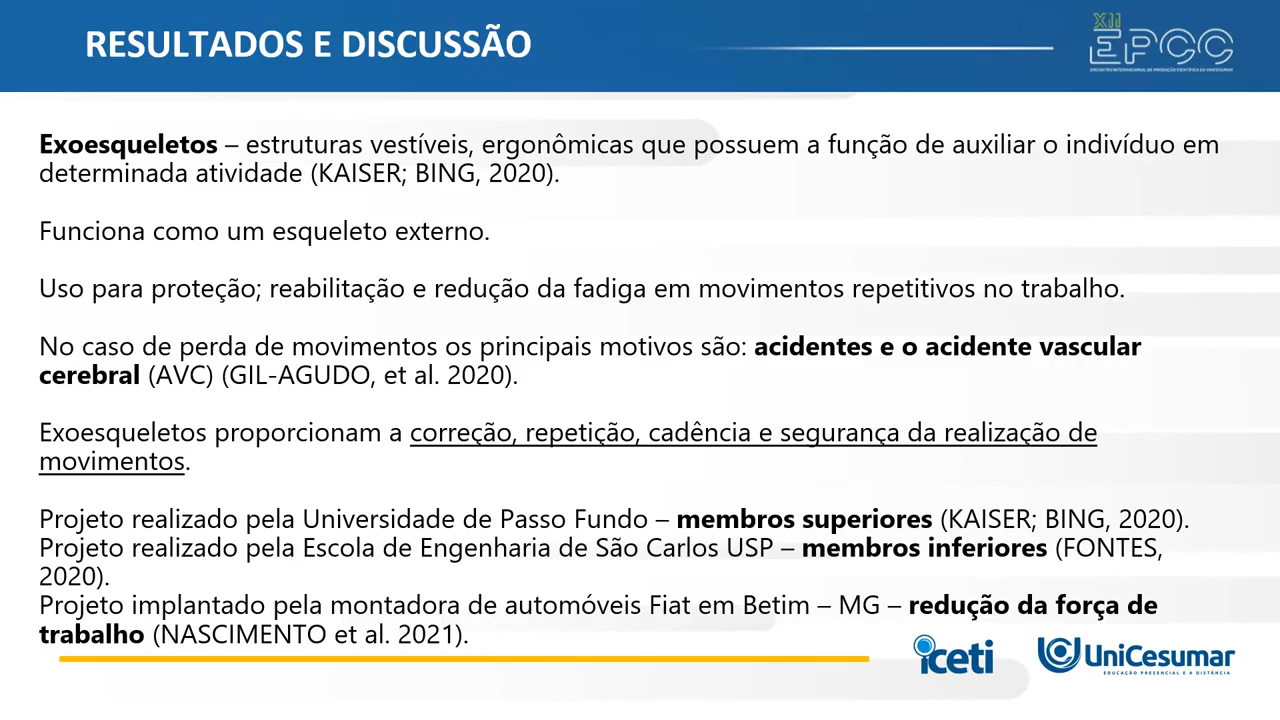 RESULTADOS E DISCUSSÃO
XII
EPCC
ENCONTRO INTERNACIONAL DE PRODUÇÃO CIENTÍFICA DA UNICESUMAR
Exoesqueletos – estruturas vestíveis, ergonômicas que possuem a função de auxiliar o indivíduo em
determinada atividade (KAISER; BING, 2020).
Funciona como um esqueleto externo.
Uso para proteção; reabilitação e redução da fadiga em movimentos repetitivos no trabalho.
No caso de perda de movimentos os principais motivos são: acidentes e o acidente vascular
cerebral (AVC) (GIL-AGUDO, et al. 2020).
Exoesqueletos proporcionam a correção, repetição, cadência e segurança da realização de
movimentos.
Projeto realizado pela Universidade de Passo Fundo – membros superiores (KAISER; BING, 2020).
Projeto realizado pela Escola de Engenharia de São Carlos USP – membros inferiores (FONTES,
2020).
Projeto implantado pela montadora de automóveis Fiat em Betim – MG – redução da força de
trabalho (NASCIMENTO et al. 2021).
iceti
UniCesumar
EDUCAÇÃO PRESENCIAL E A DISTÂNCIA